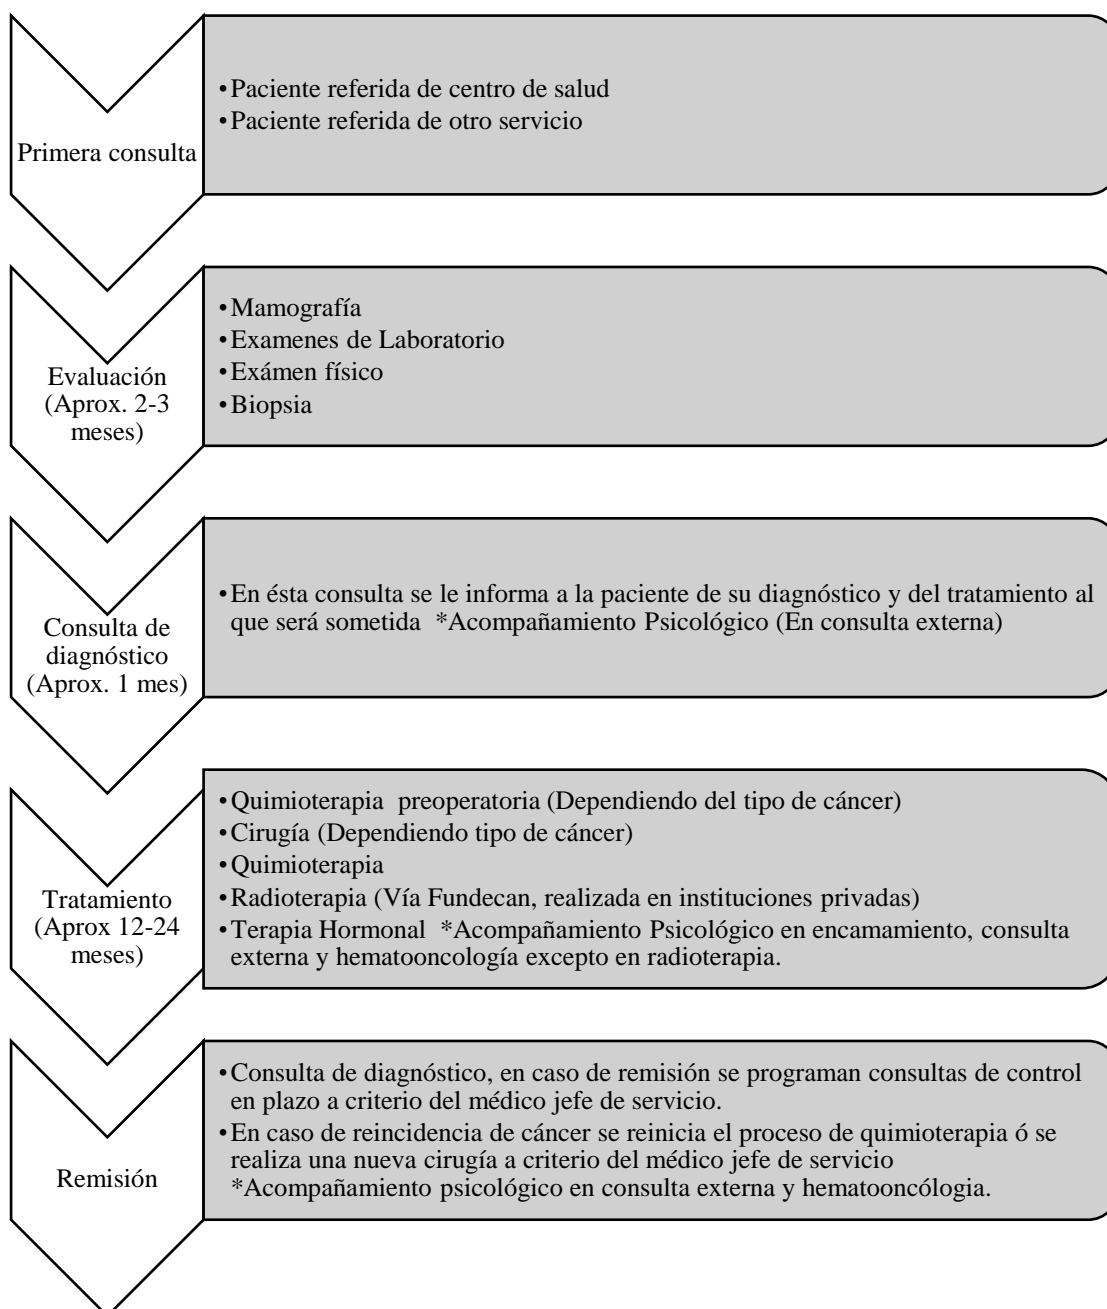 Primera consulta
•Paciente referida de centro de salud
•Paciente referida de otro servicio
Evaluación
(Aprox. 2-3
meses)
•Mamografía
•Examenes de Laboratorio
•Exámen físico
•Biopsia
Consulta de
diagnóstico
(Aprox. 1 mes)
•En ésta consulta se le informa a la paciente de su diagnóstico y del tratamiento al
que será sometida *Acompañamiento Psicológico (En consulta externa)
Tratamiento
(Aprox 12-24
meses)
•Quimioterapia preoperatoria (Dependiendo del tipo de cáncer)
•Cirugía (Dependiendo tipo de cáncer)
•Quimioterapia
•Radioterapia (Vía Fundecan, realizada en instituciones privadas)
•Terapia Hormonal *Acompañamiento Psicológico en encamamiento, consulta
externa y hematooncología excepto en radioterapia.
Remisión
•Consulta de diagnóstico, en caso de remisión se programan consultas de control
en plazo a criterio del médico jefe de servicio.
•En caso de reincidencia de cáncer se reinicia el proceso de quimioterapia ó se
realiza una nueva cirugía a criterio del médico jefe de servicio
*Acompañamiento psicológico en consulta externa y hematooncólogia.